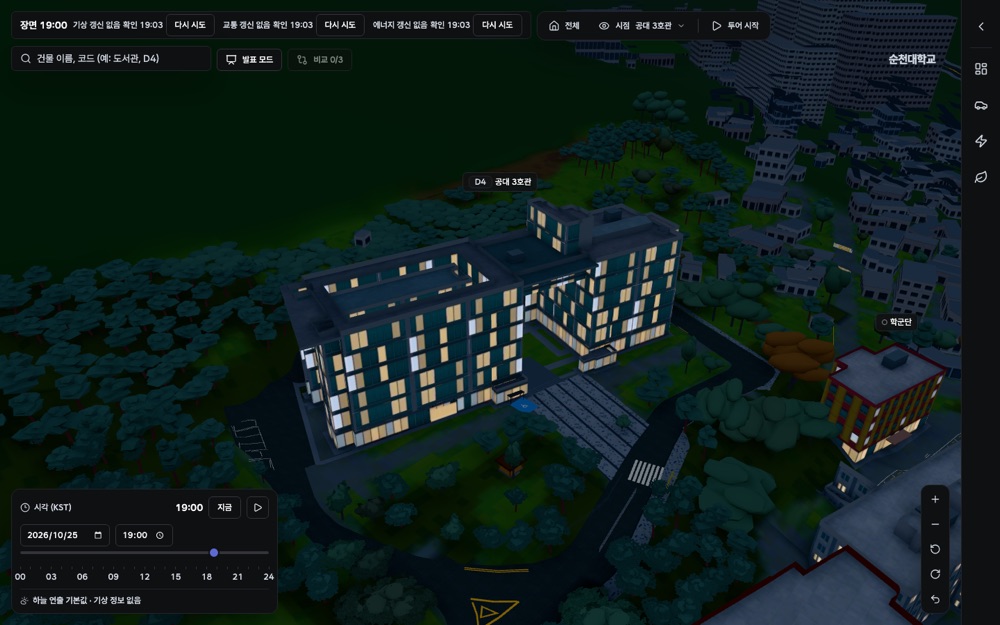 장면 19:00 기상 갱신 없음 확인 19:03 다시 시도 교통 갱신 없음 확인 19:03 다시 시도 에너지 갱신 없음 확인 19:03 다시 시도 전체 시점 공대 3호관 투어 시작
건물 이름, 코드 (예: 도서관, D4) 발표 모드 비교 0/3 순천대학교
D4 공대 3호관
학군단
시각 (KST) 19:00 지금
2026/10/25 19:00
00 03 06 09 12 15 18 21 24
하늘 연출 기본값 · 기상 정보 없음